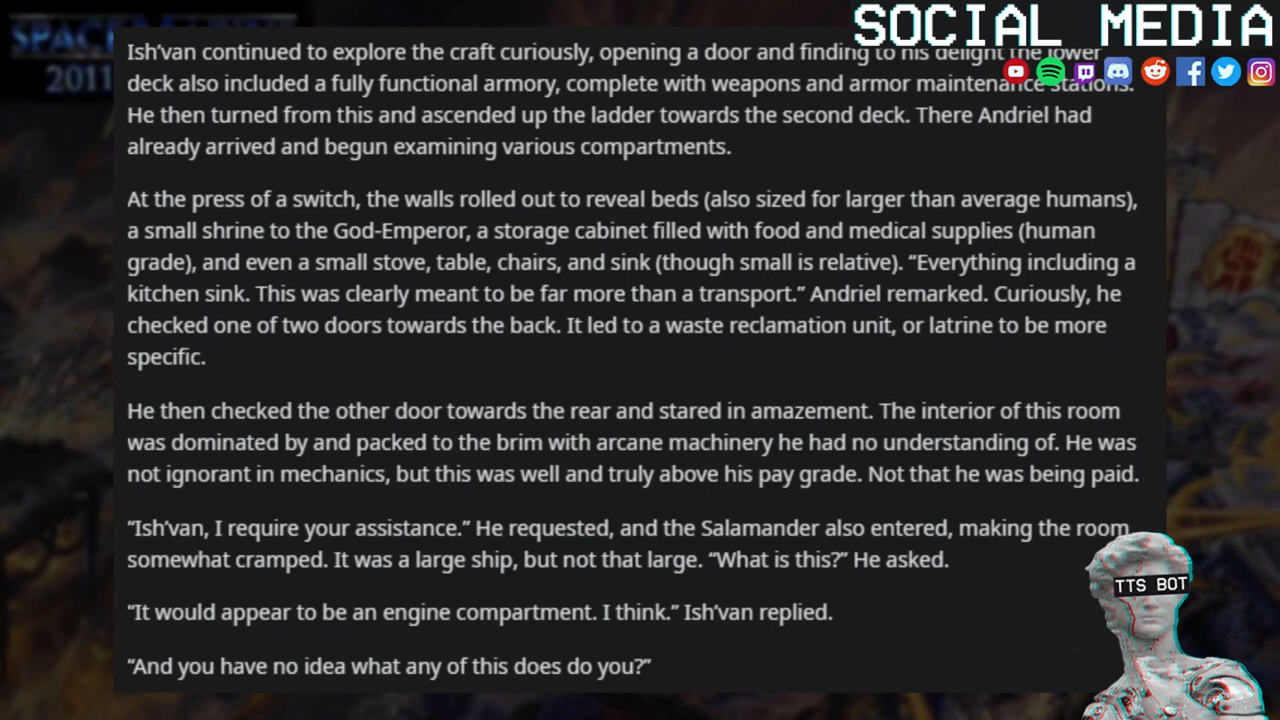 SOCIAL MEDIA
SPACE
2011
Ish'van continued to explore the craft curiously, opening a door and finding to his delight the lower
deck also included a fully functional armory, complete with weapons and armor maintenance stations.
He then turned from this and ascended up the ladder towards the second deck. There Andriel had
already arrived and begun examining various compartments.
At the press of a switch, the walls rolled out to reveal beds (also sized for larger than average humans),
a small shrine to the God-Emperor, a storage cabinet filled with food and medical supplies (human
grade), and even a small stove, table, chairs, and sink (though small is relative). “Everything including a
kitchen sink. This was clearly meant to be far more than a transport.” Andriel remarked. Curiously, he
checked one of two doors towards the back. It led to a waste reclamation unit, or latrine to be more
specific.
He then checked the other door towards the rear and stared in amazement. The interior of this room
was dominated by and packed to the brim with arcane machinery he had no understanding of. He was
not ignorant in mechanics, but this was well and truly above his pay grade. Not that he was being paid.
“Ish'van, I require your assistance.” He requested, and the Salamander also entered, making the room
somewhat cramped. It was a large ship, but not that large. “What is this?” He asked.
“It would appear to be an engine compartment. I think.” Ish'van replied.
“And you have no idea what any of this does do you?”
TTS BOT